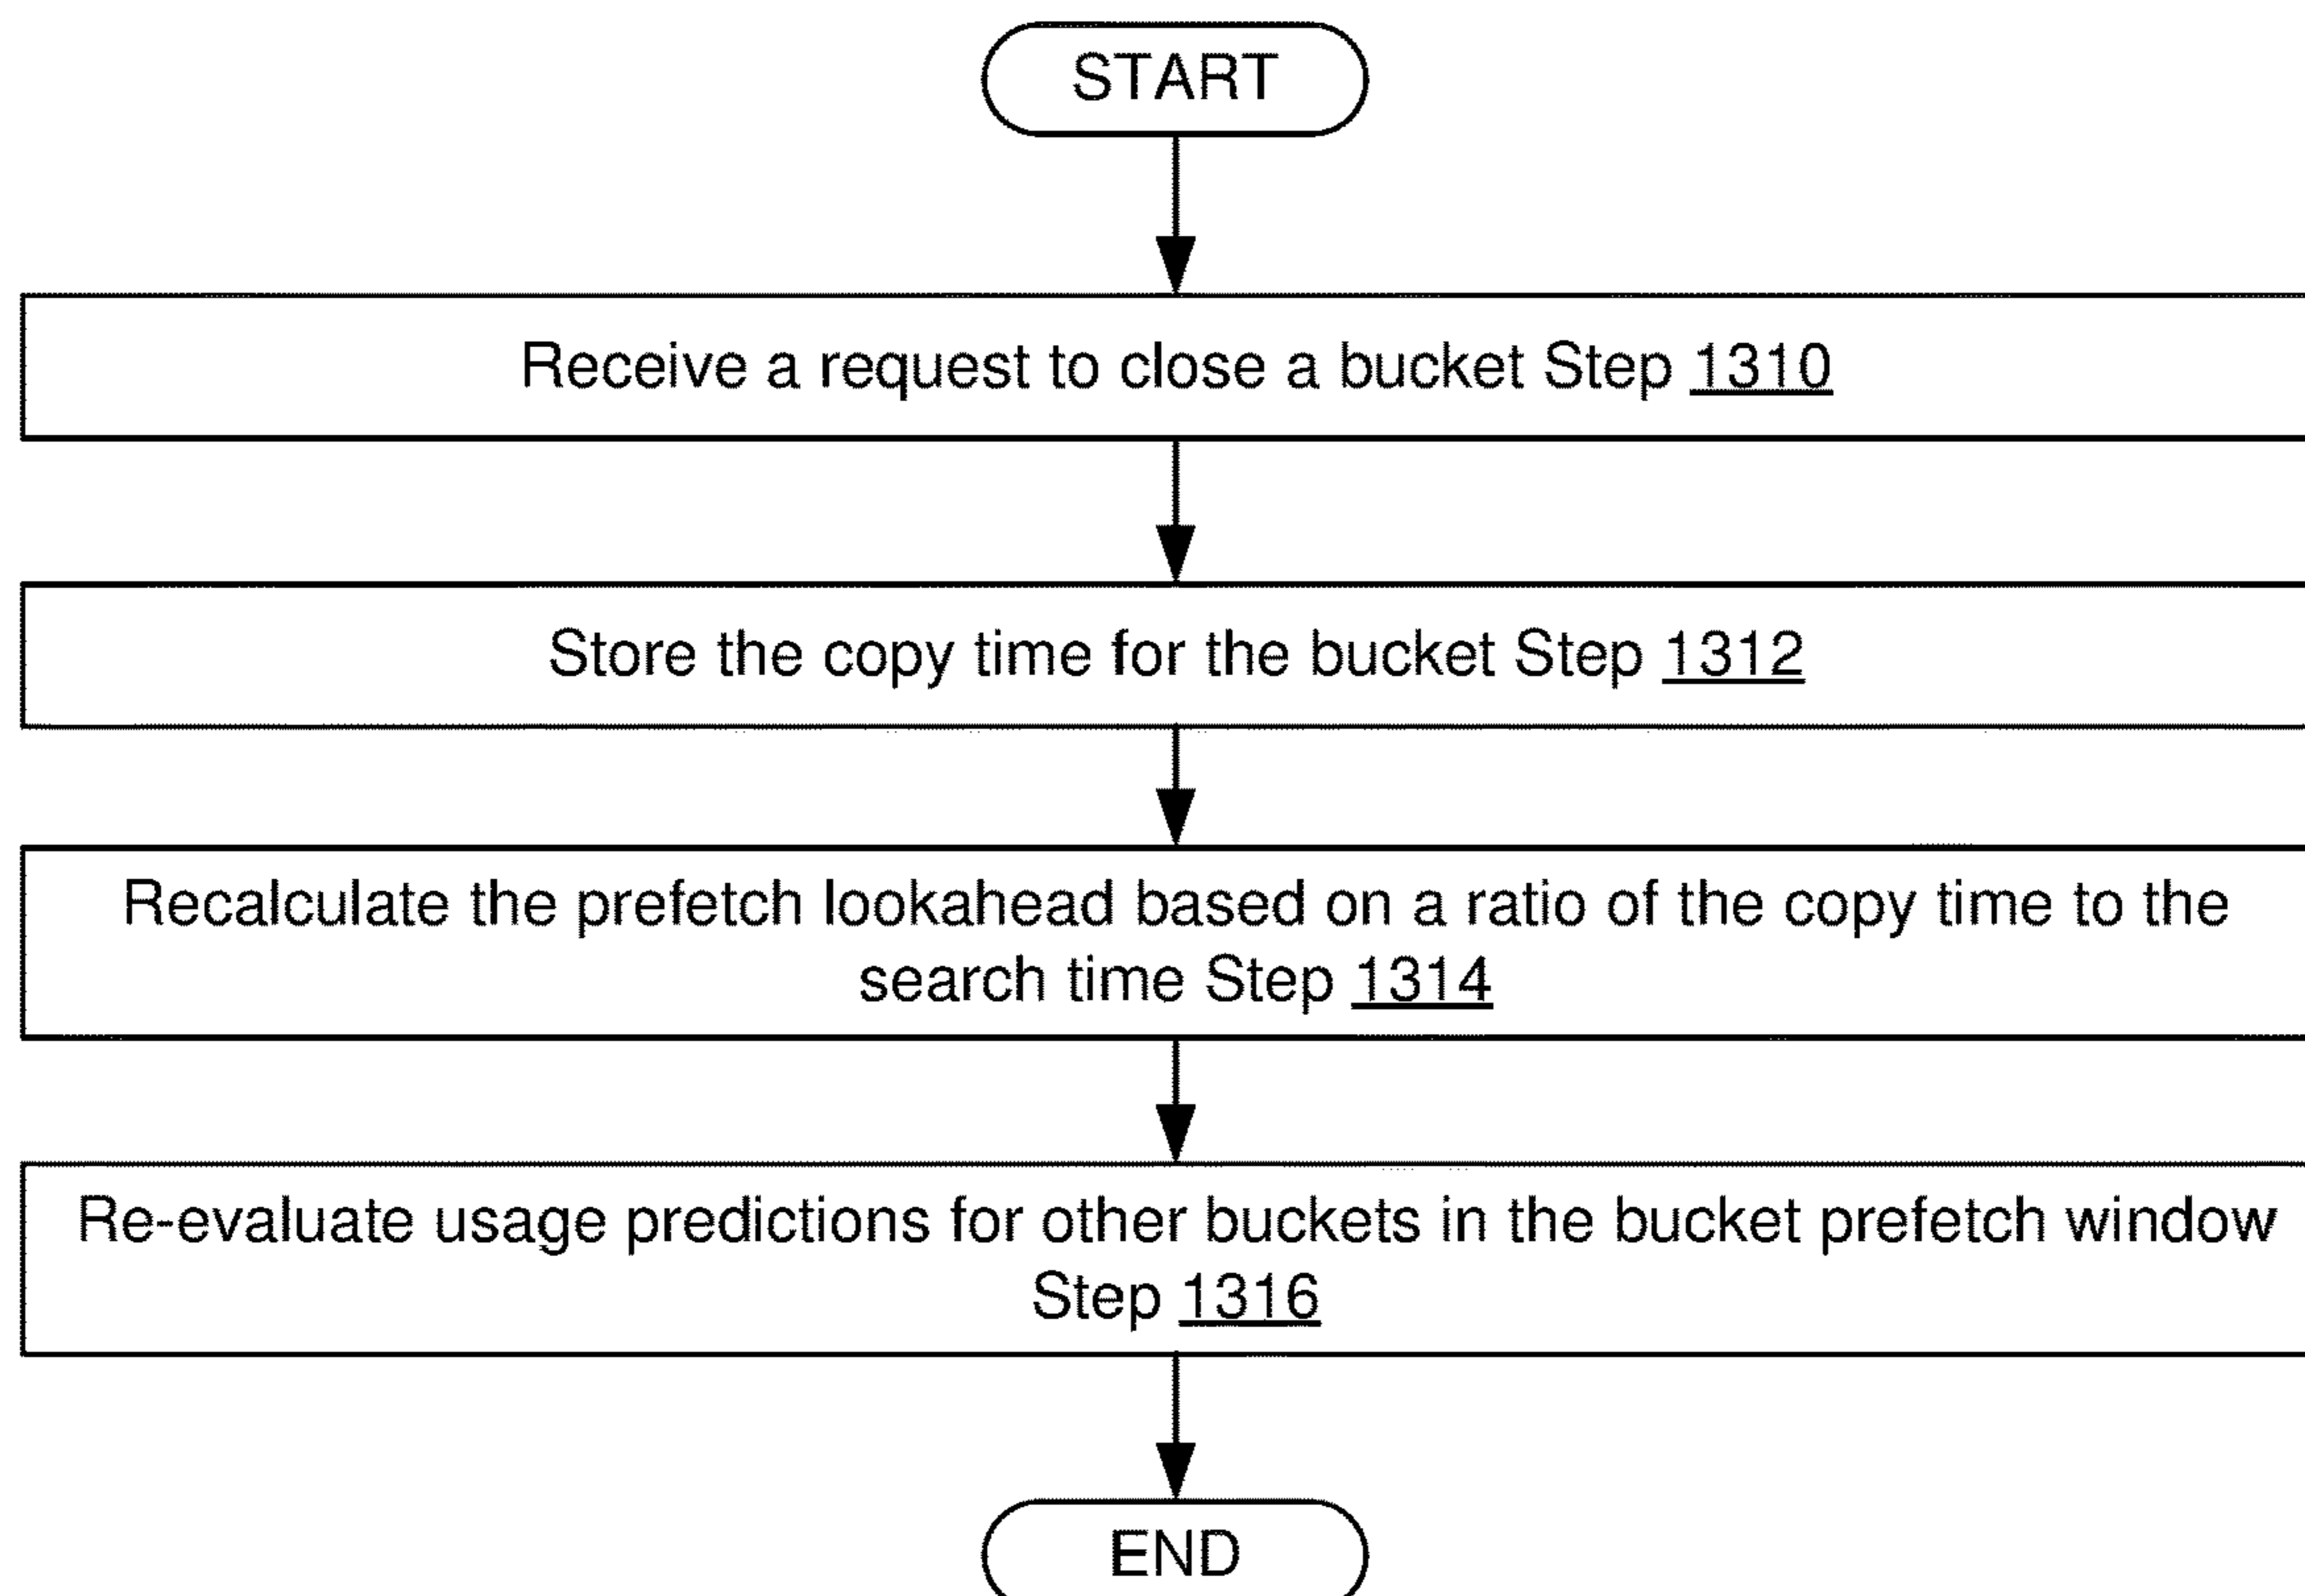 START
Receive a request to close a bucket Step 1310
Store the copy time for the bucket Step 1312
Recalculate the prefetch lookahead based on a ratio of the copy time to the
search time Step 1314
Re-evaluate usage predictions for other buckets in the bucket prefetch window
Step 1316
END